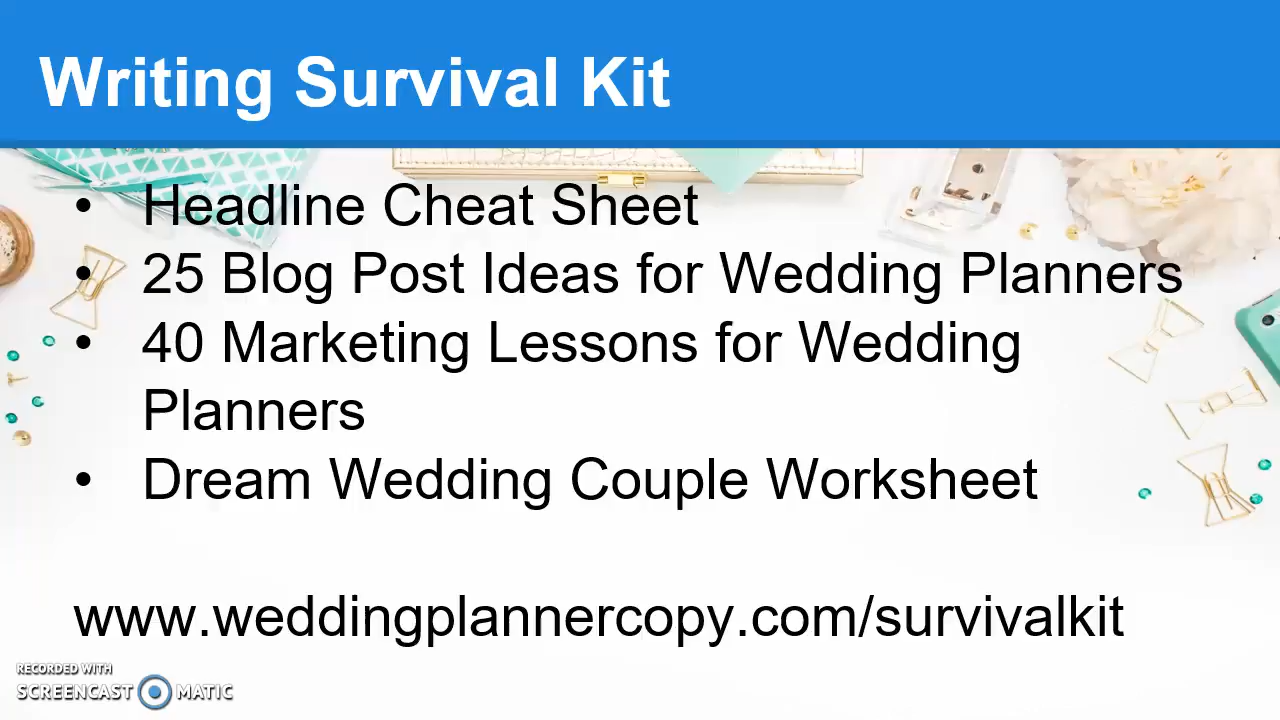 Writing Survival Kit
• Headline Cheat Sheet
• 25 Blog Post Ideas for Wedding Planners
• 40 Marketing Lessons for Wedding
Planners
• Dream Wedding Couple Worksheet
www.weddingplannercopy.com/survivalkit
RECORDED WITH
SCREENCAST MATIC